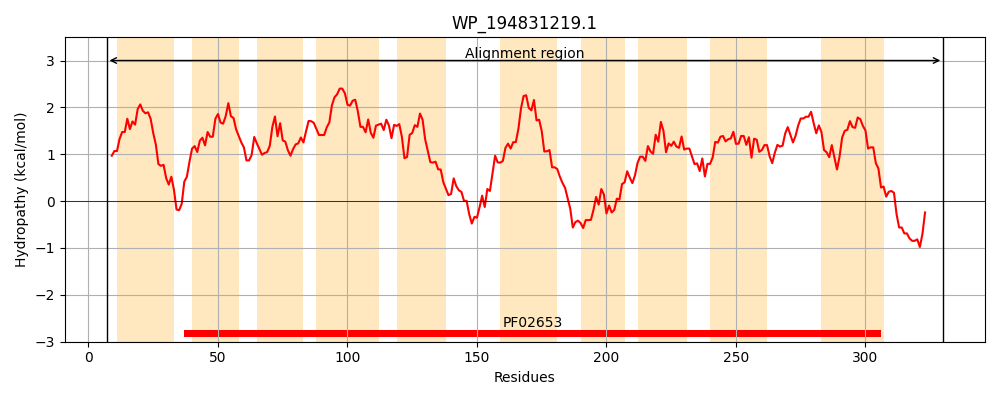 WP_194831219.1
Alignment region
3
2
1
0
−1
−2
−3
Hydropathy (kcal/mol)
PF02653
0 50 100 150 200 250 300
Residues